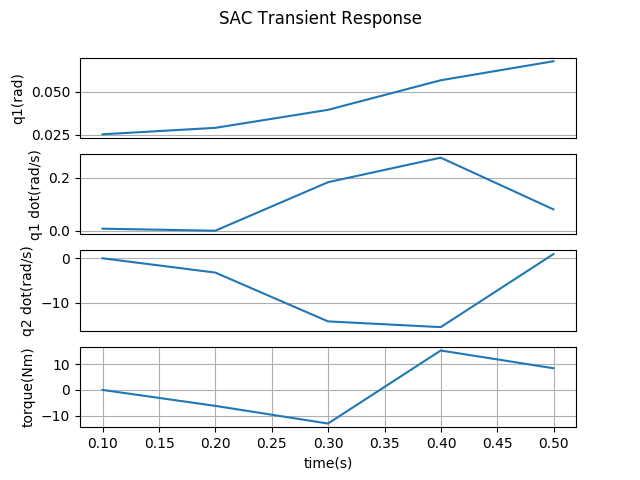 SAC Transient Response
q1(rad)
0.050
0.025
q1 dot(rad/s)
0.2
0.0
q2 dot(rad/s)
0
−10
torque(Nm)
10
0
−10
0.10 0.15 0.20 0.25 0.30 0.35 0.40 0.45 0.50
time(s)